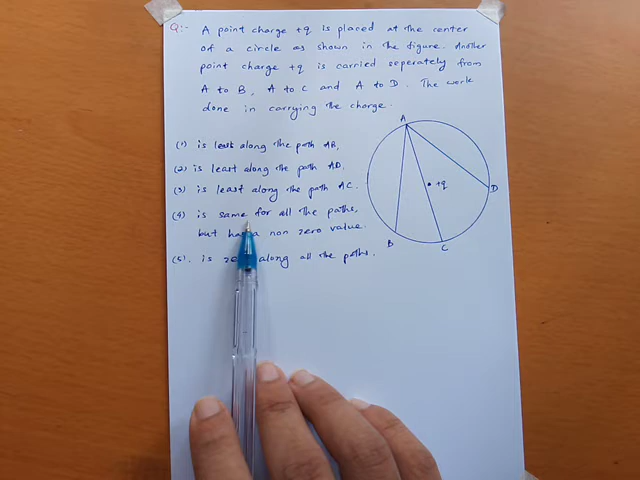 Q:- A point charge +q is placed at the center
of a circle as shown in the figure. Another
point charge +q is carried seperately from
A to B, A to C and A to D. The work
done in carrying the charge.
(1) is least along the path AB,
(2) is least along the path AD,
(3) is least along the path AC.
(4) is same for all the paths,
but has a non zero value.
(5). is along all the paths.
A
+q
D
B
C